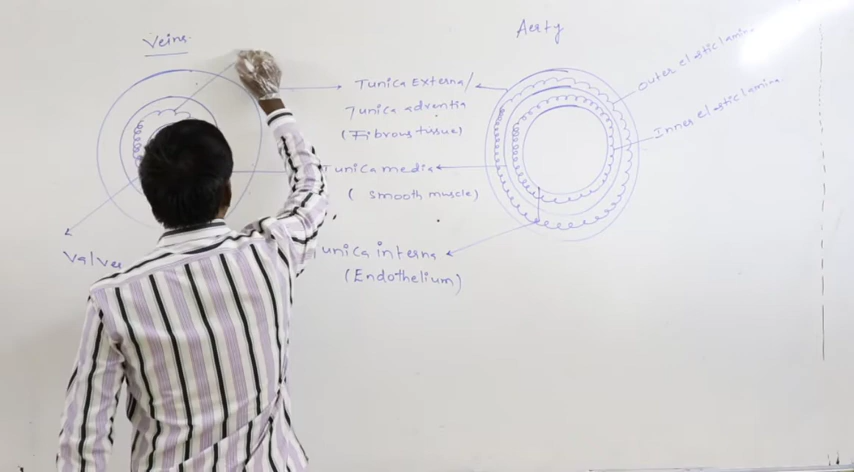 Veins
Aerty
Tunica Externa/
Tunica adventia
(Fibrous tissue)
Tunica media
( smooth muscle)
Tunica interna
(Endothelium)
Valves
Outer elastic lamina
Inner elastic lamina